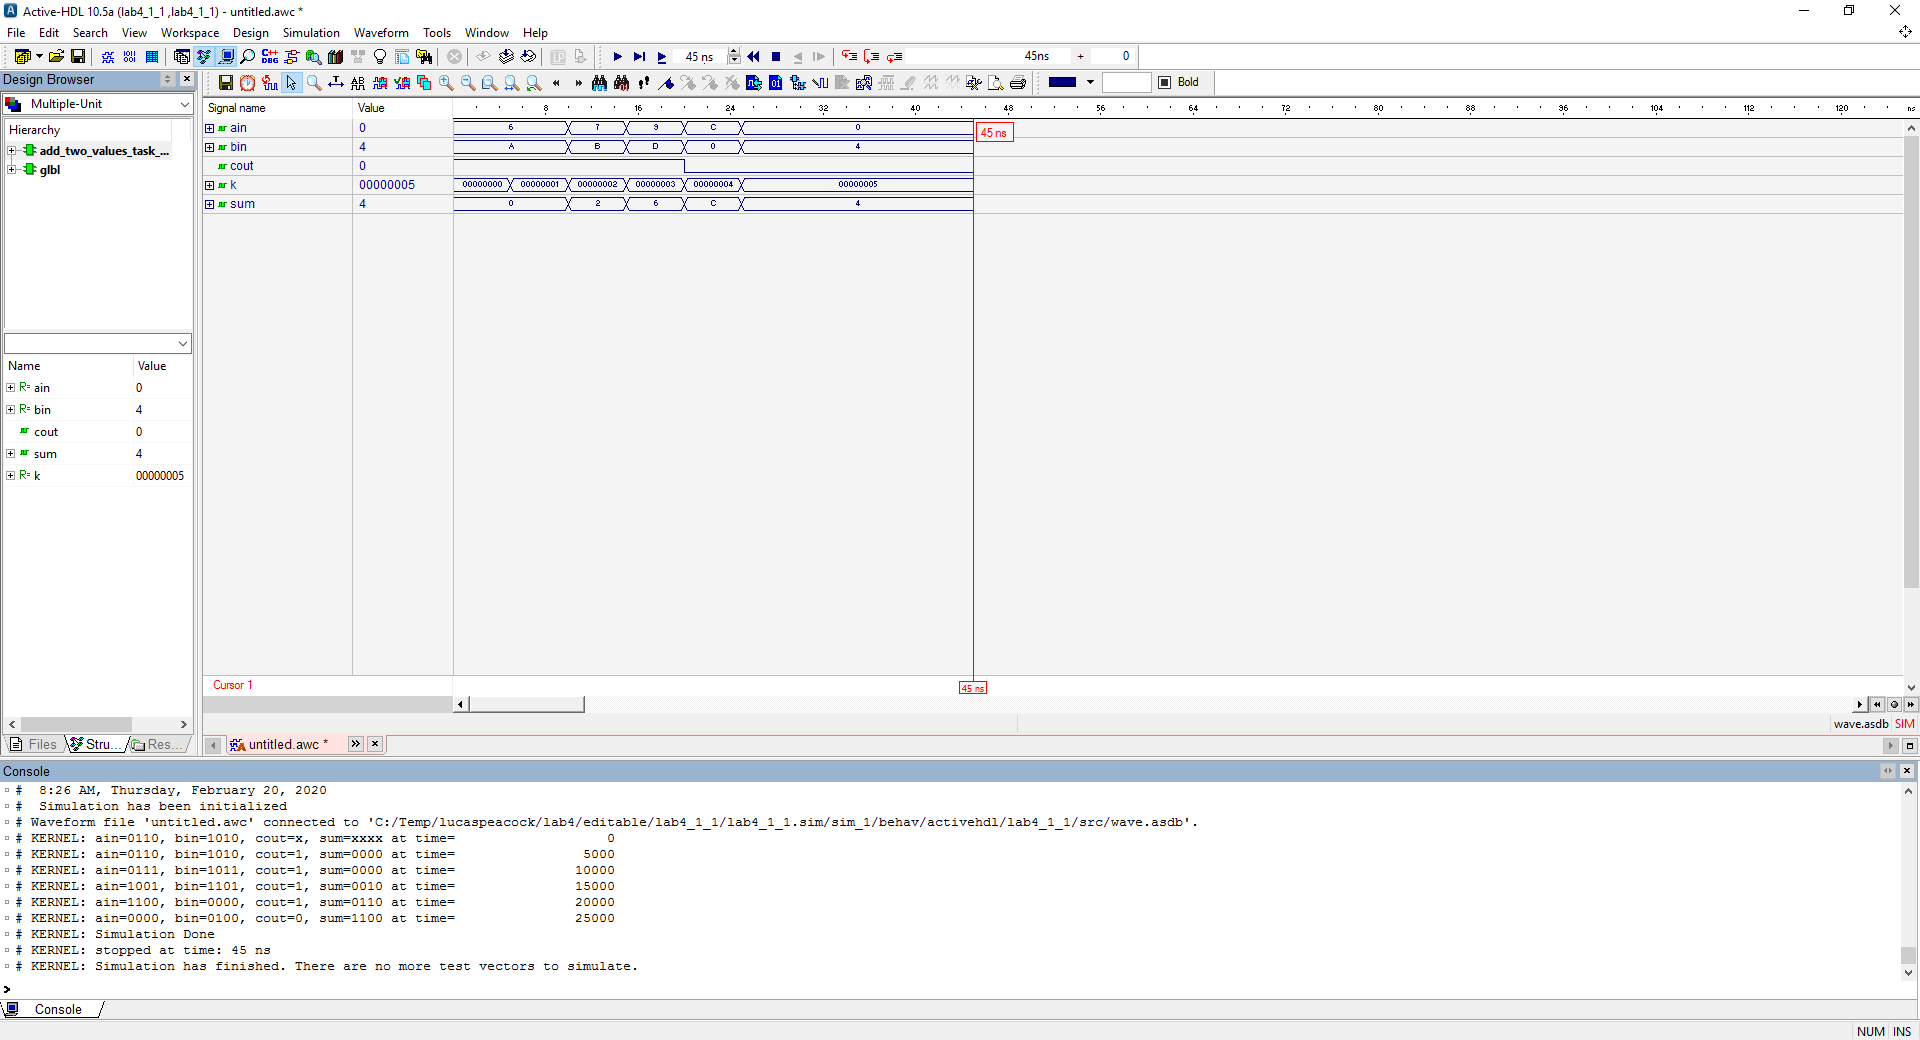 Active-HDL 10.5a (lab4_1_1 ,lab4_1_1) - untitled.awc *
File Edit Search View Workspace Design Simulation Waveform Tools Window Help
45 ns 45ns + 0
Design Browser
Bold
Multiple-Unit
Hierarchy
add_two_values_task_...
glbl
Name Value
ain 0
bin 4
cout 0
sum 4
k 00000005
Files Stru... Res...
Signal name Value 8 16 24 32 40 48 56 64 72 80 88 96 104 112 120 ns
ain 0 6 7 9 C 0
45 ns
bin 4 A B D 0 4
cout 0
k 00000005 00000000 00000001 00000002 00000003 00000004 00000005
sum 4 0 2 6 C 4
Cursor 1 45 ns
wave.asdb SIM
untitled.awc *
Console
# 8:26 AM, Thursday, February 20, 2020
# Simulation has been initialized
# Waveform file 'untitled.awc' connected to 'C:/Temp/lucaspeacock/lab4/editable/lab4_1_1/lab4_1_1.sim/sim_1/behav/activehdl/lab4_1_1/src/wave.asdb'.
# KERNEL: ain=0110, bin=1010, cout=x, sum=xxxx at time= 0
# KERNEL: ain=0110, bin=1010, cout=1, sum=0000 at time= 5000
# KERNEL: ain=0111, bin=1011, cout=1, sum=0000 at time= 10000
# KERNEL: ain=1001, bin=1101, cout=1, sum=0010 at time= 15000
# KERNEL: ain=1100, bin=0000, cout=1, sum=0110 at time= 20000
# KERNEL: ain=0000, bin=0100, cout=0, sum=1100 at time= 25000
# KERNEL: Simulation Done
# KERNEL: stopped at time: 45 ns
# KERNEL: Simulation has finished. There are no more test vectors to simulate.
>
Console
NUM INS